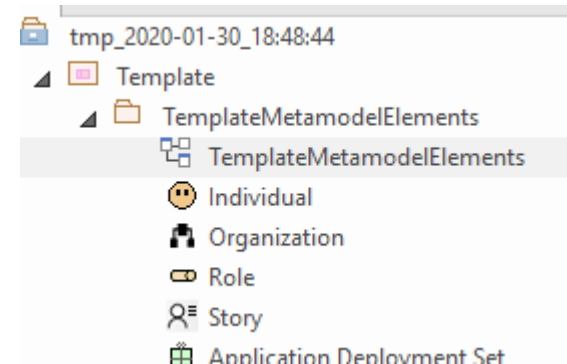 tmp_2020-01-30_18:48:44
Template
TemplateMetamodelElements
TemplateMetamodelElements
Individual
Organization
Role
Story
Application Deployment Set